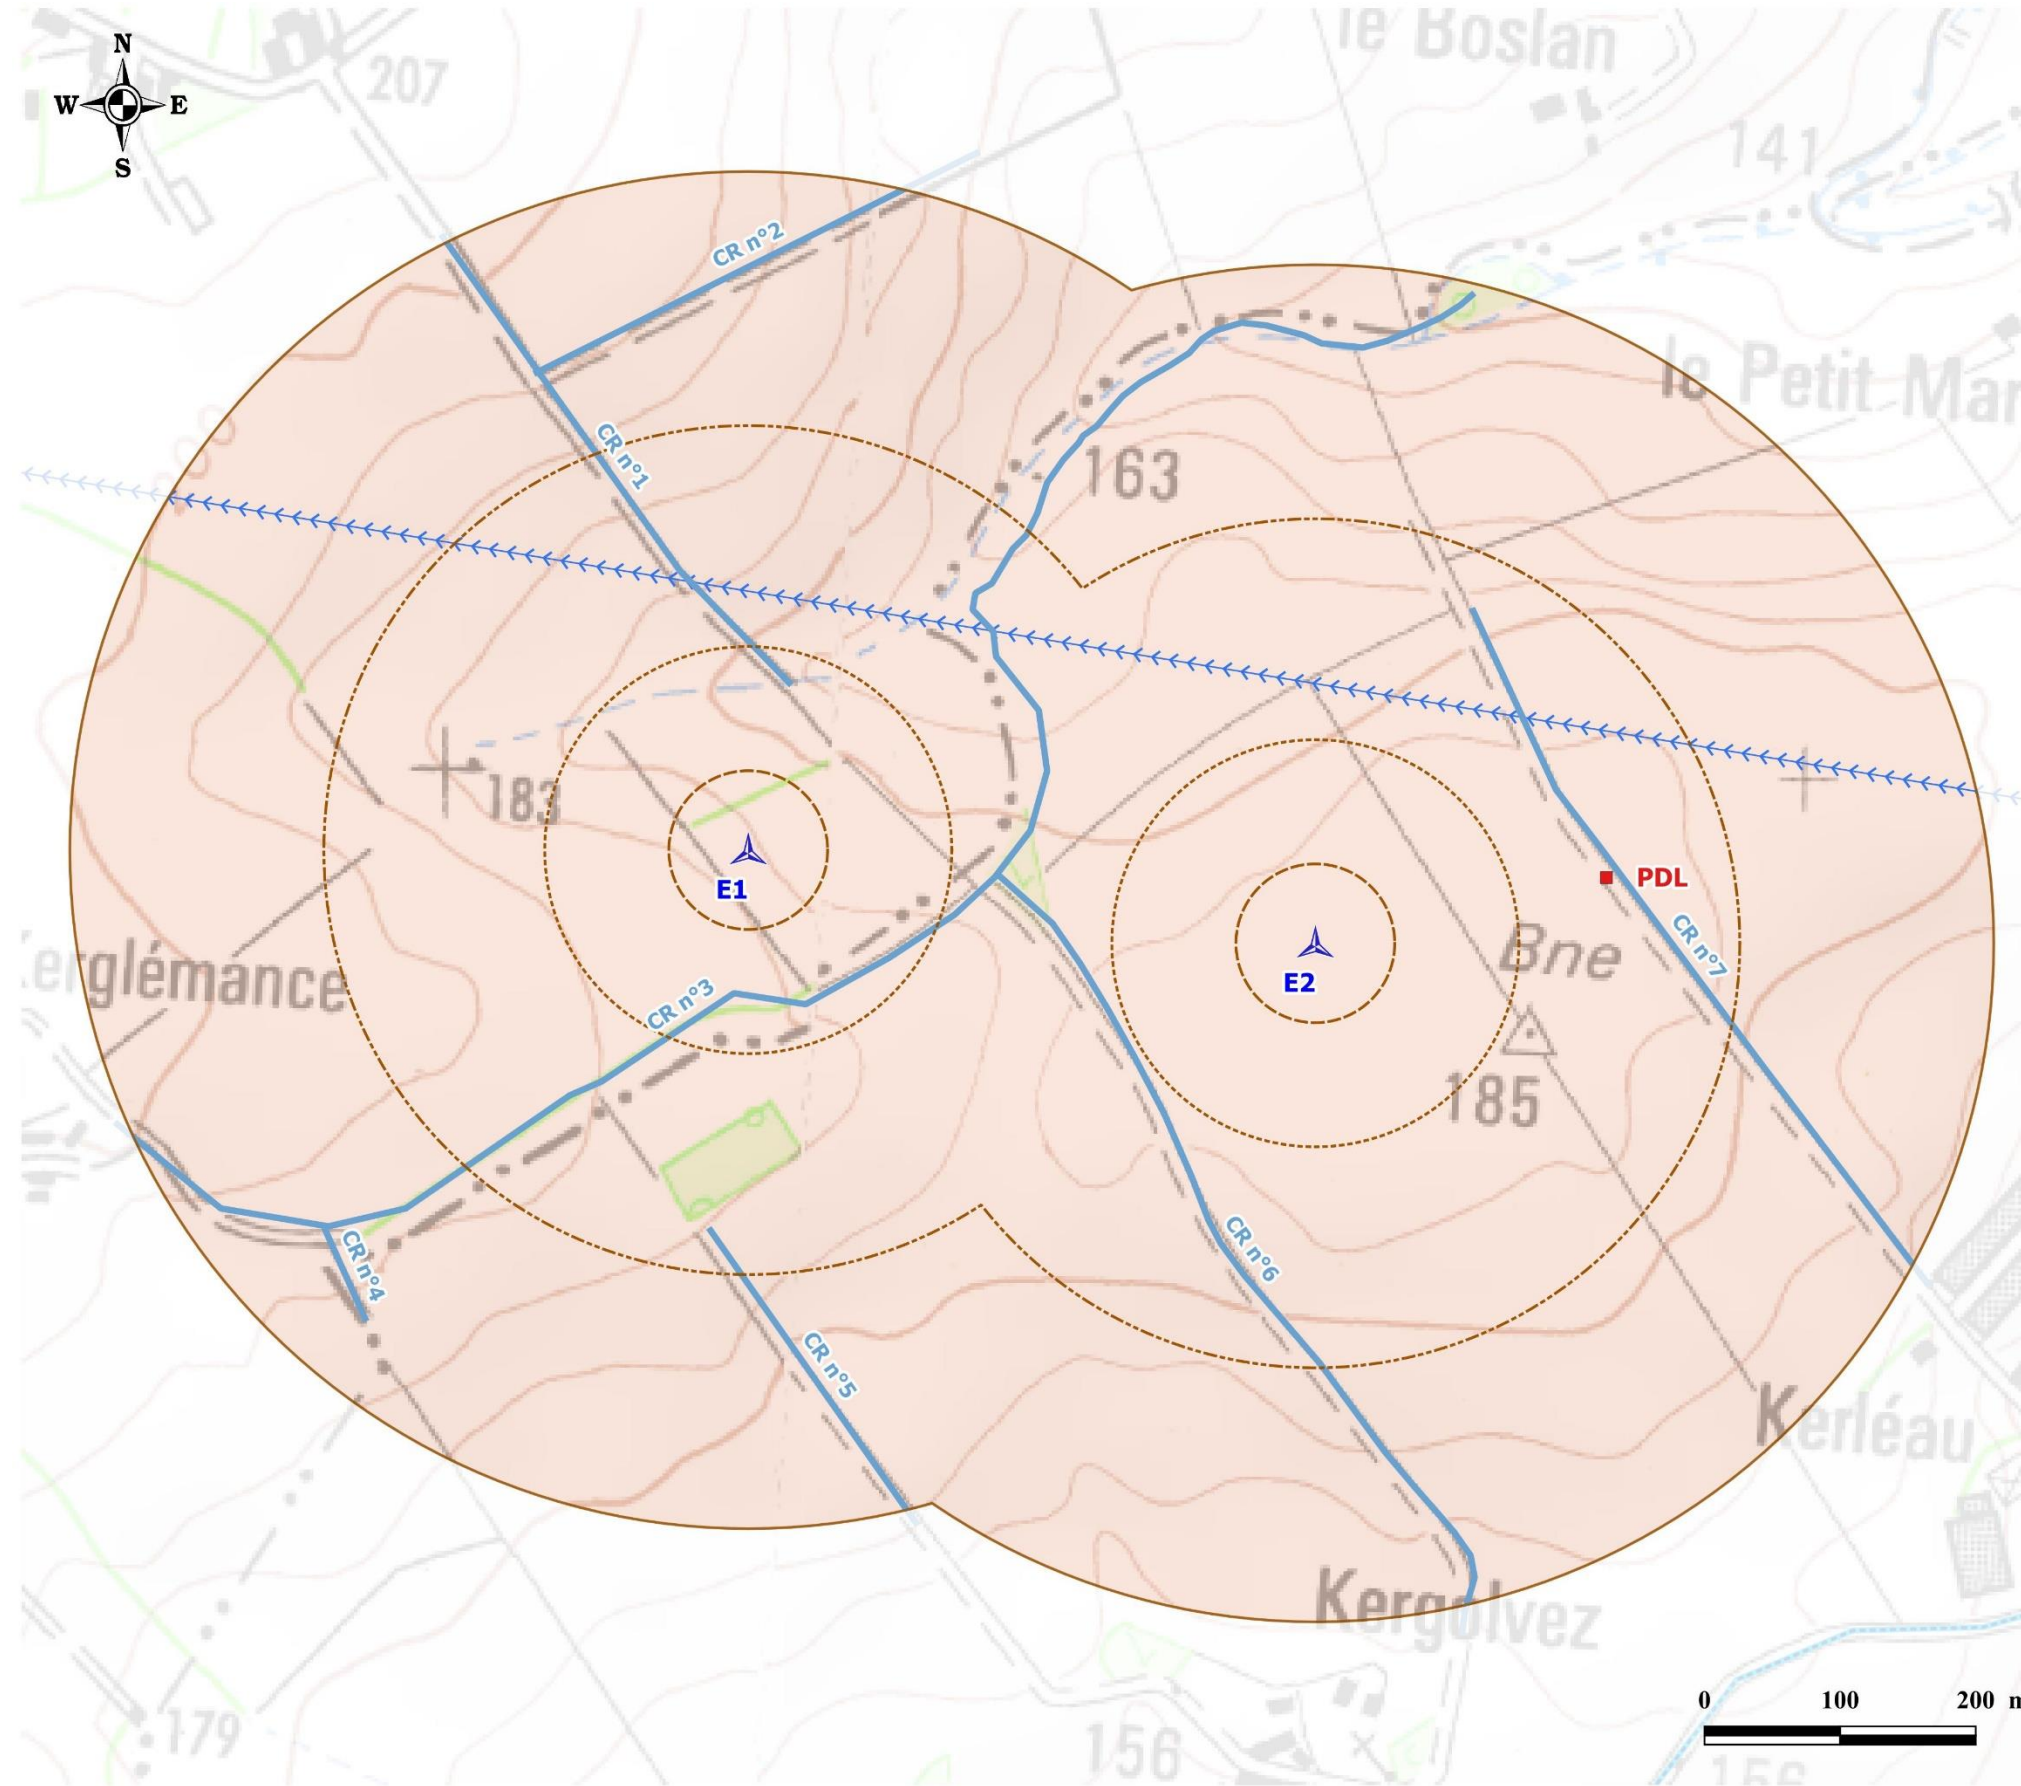 le Boslan
N
207
W E
S
141
CR n°2
le Petit Mar
CR n°1
163
183
E1
PDL
CR n°7
Bne
erglémance
E2
CR n°3
185
CR n°6
CR n°4
CR n°5
Kerléau
Kergolvez
0 100 200 m
179
156
156